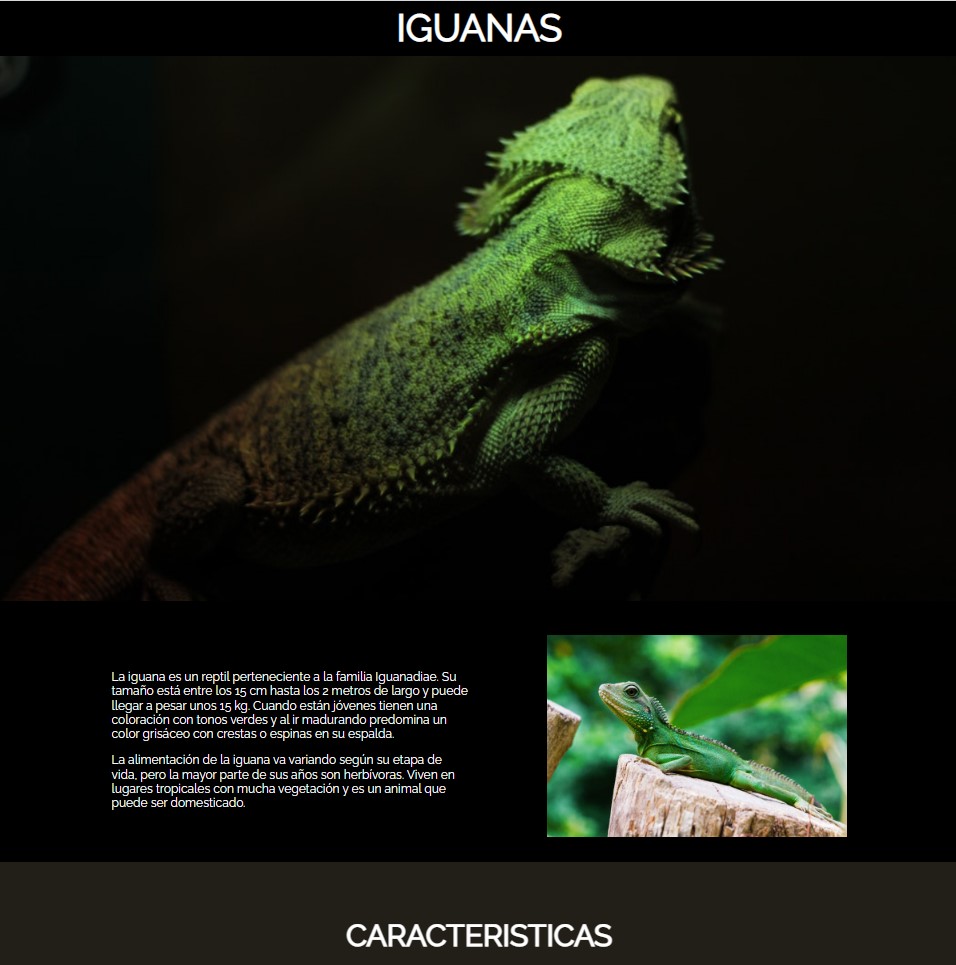 IGUANAS
La iguana es un reptil perteneciente a la familia Iguanadiae. Su
tamaño está entre los 15 cm hasta los 2 metros de largo y puede
llegar a pesar unos 15 kg. Cuando están jóvenes tienen una
coloración con tonos verdes y al ir madurando predomina un
color grisáceo con crestas o espinas en su espalda.
La alimentación de la iguana va variando según su etapa de
vida, pero la mayor parte de sus años son herbívoras. Viven en
lugares tropicales con mucha vegetación y es un animal que
puede ser domesticado.
CARACTERISTICAS